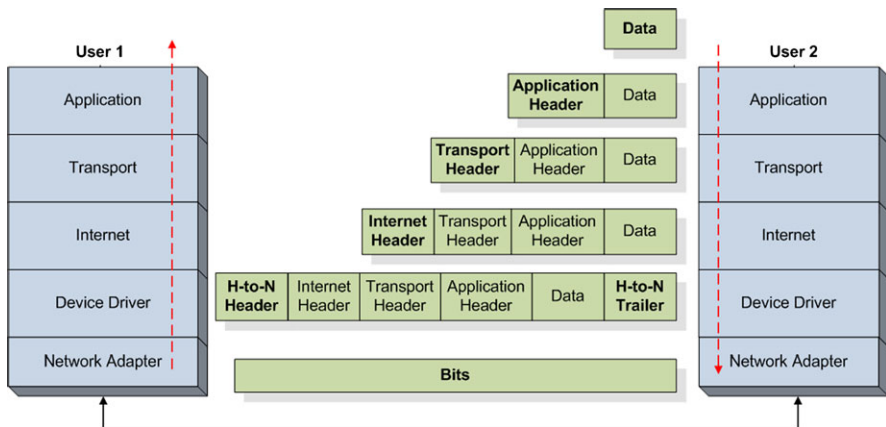 User 1
Application
Transport
Internet
Device Driver
Network Adapter
Data
Application
Header
Data
Transport
Header
Application
Header
Data
Internet
Header
Transport
Header
Application
Header
Data
H-to-N
Header
Internet
Header
Transport
Header
Application
Header
Data
H-to-N
Trailer
Bits
User 2
Application
Transport
Internet
Device Driver
Network Adapter